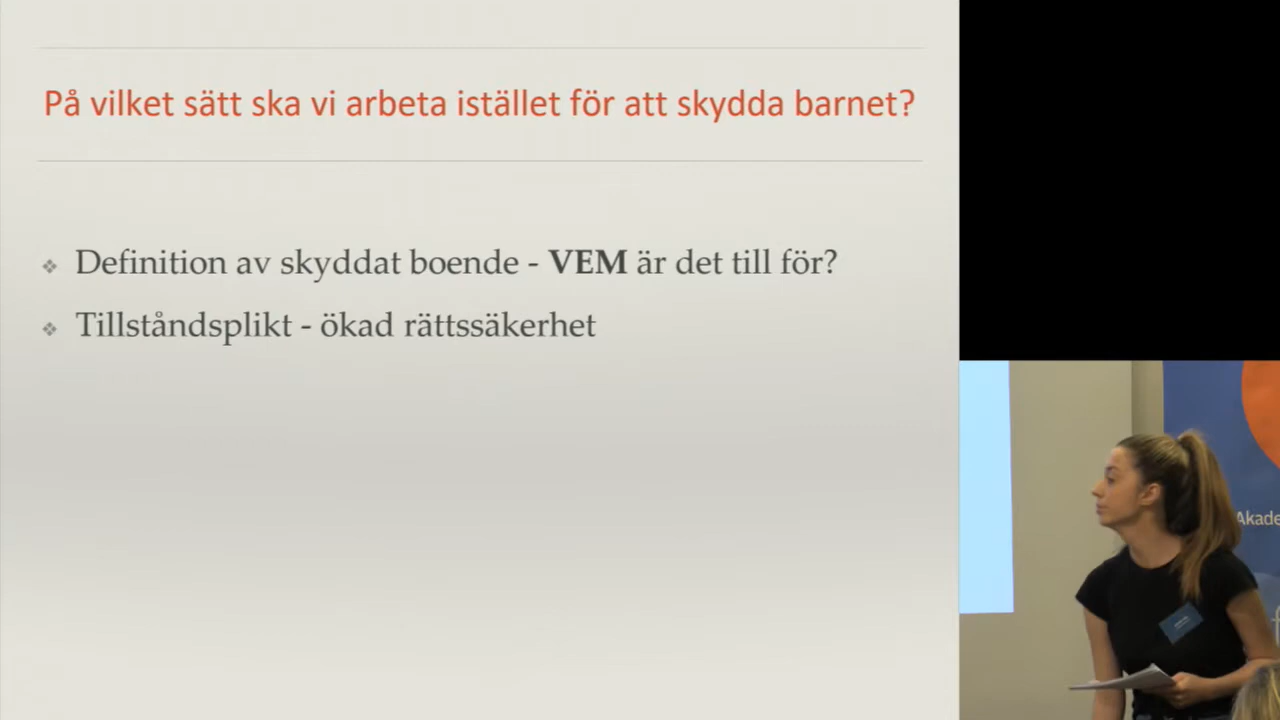 På vilket sätt ska vi arbeta istället för att skydda barnet?
Definition av skyddat boende - VEM är det till för?
Tillståndsplikt - ökad rättssäkerhet
Akade